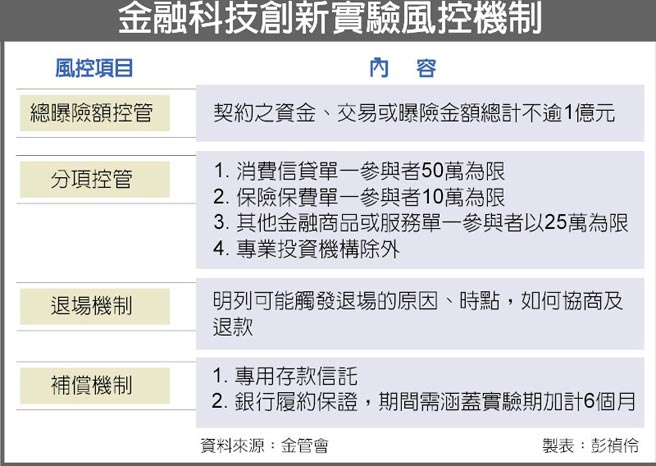 金融科技創新實驗風控機制
風控項目
內 容
總曝險額控管
契約之資金、交易或曝險金額總計不逾1億元
分項控管
1. 消費信貸單一參與者50萬為限
2. 保險保費單一參與者10萬為限
3. 其他金融商品或服務單一參與者以25萬為限
4. 專業投資機構除外
退場機制
明列可能觸發退場的原因、時點，如何協商及
退款
補償機制
1. 專用存款信託
2. 銀行履約保證，期間需涵蓋實驗期加計6個月
資料來源：金管會
製表：彭禎伶